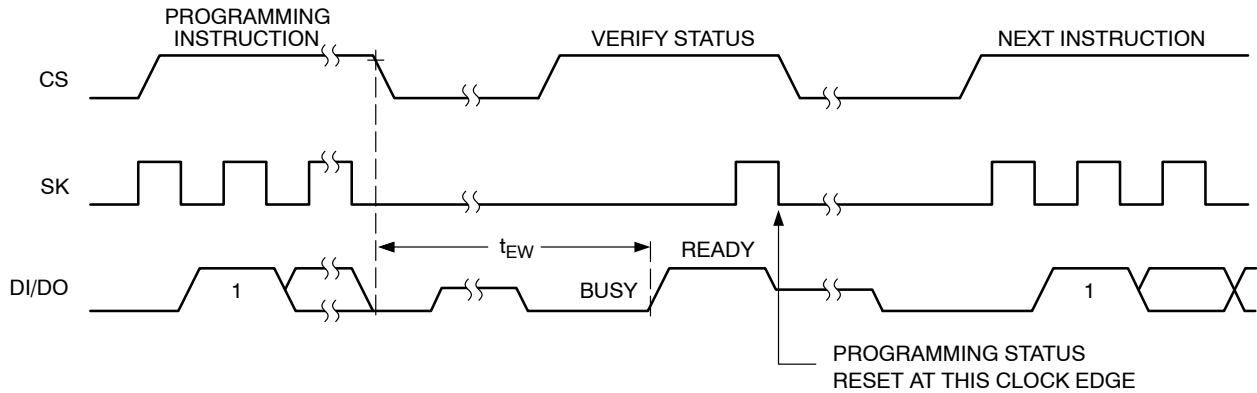 PROGRAMMING
INSTRUCTION
VERIFY STATUS
NEXT INSTRUCTION
CS
SK
tEW
READY
DI/DO
1
BUSY
1
PROGRAMMING STATUS
RESET AT THIS CLOCK EDGE